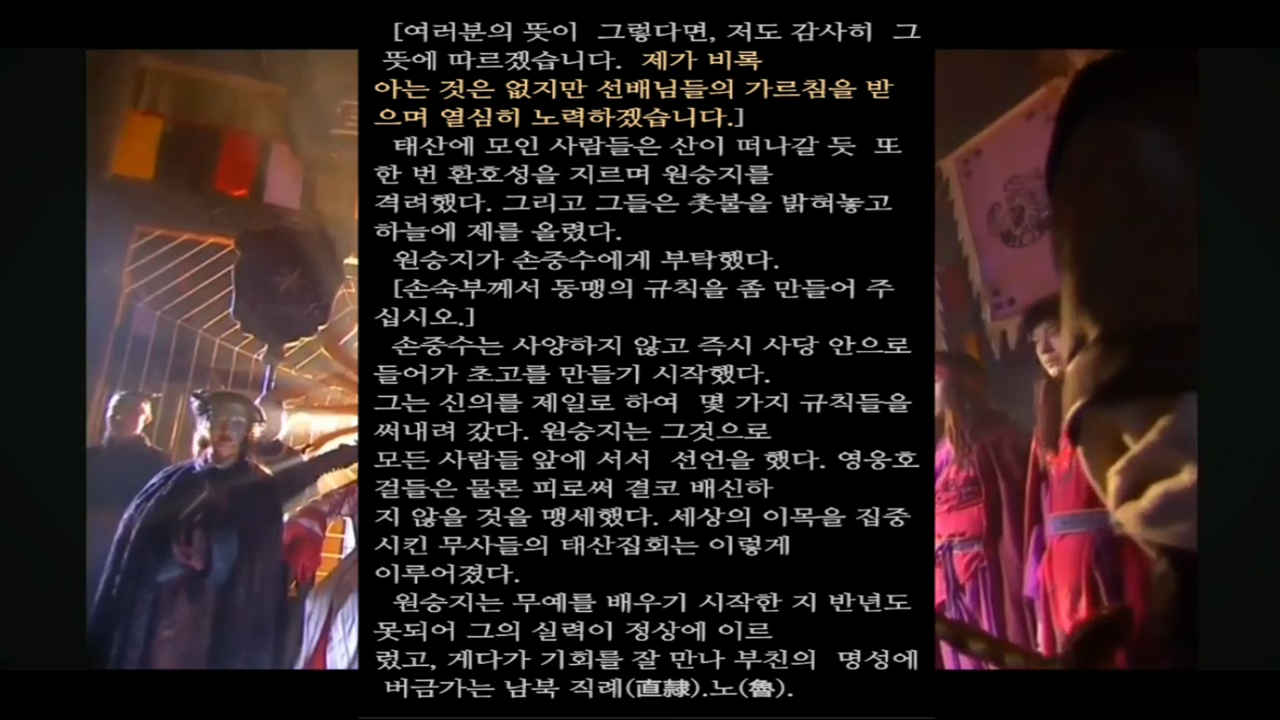 [여러분의 뜻이 그렇다면, 저도 감사히 그
뜻에 따르겠습니다. 제가 비록
아는 것은 없지만 선배님들의 가르침을 받
으며 열심히 노력하겠습니다.]
태산에 모인 사람들은 산이 떠나갈 듯 또
한 번 환호성을 지르며 원승지를
격려했다. 그리고 그들은 촛불을 밝혀놓고
하늘에 제를 올렸다.
원승지가 손중수에게 부탁했다.
[손숙부께서 동맹의 규칙을 좀 만들어 주
십시오.]
손중수는 사양하지 않고 즉시 사당 안으로
들어가 초고를 만들기 시작했다.
그는 신의를 제일로 하여 몇 가지 규칙들을
써내려 갔다. 원승지는 그것으로
모든 사람들 앞에 서서 선언을 했다. 영웅호
걸들은 물론 피로써 결코 배신하
지 않을 것을 맹세했다. 세상의 이목을 집중
시킨 무사들의 태산집회는 이렇게
이루어졌다.
원승지는 무예를 배우기 시작한 지 반년도
못되어 그의 실력이 정상에 이르
렀고, 게다가 기회를 잘 만나 부친의 명성에
버금가는 남북 직례(直隷).노(魯).